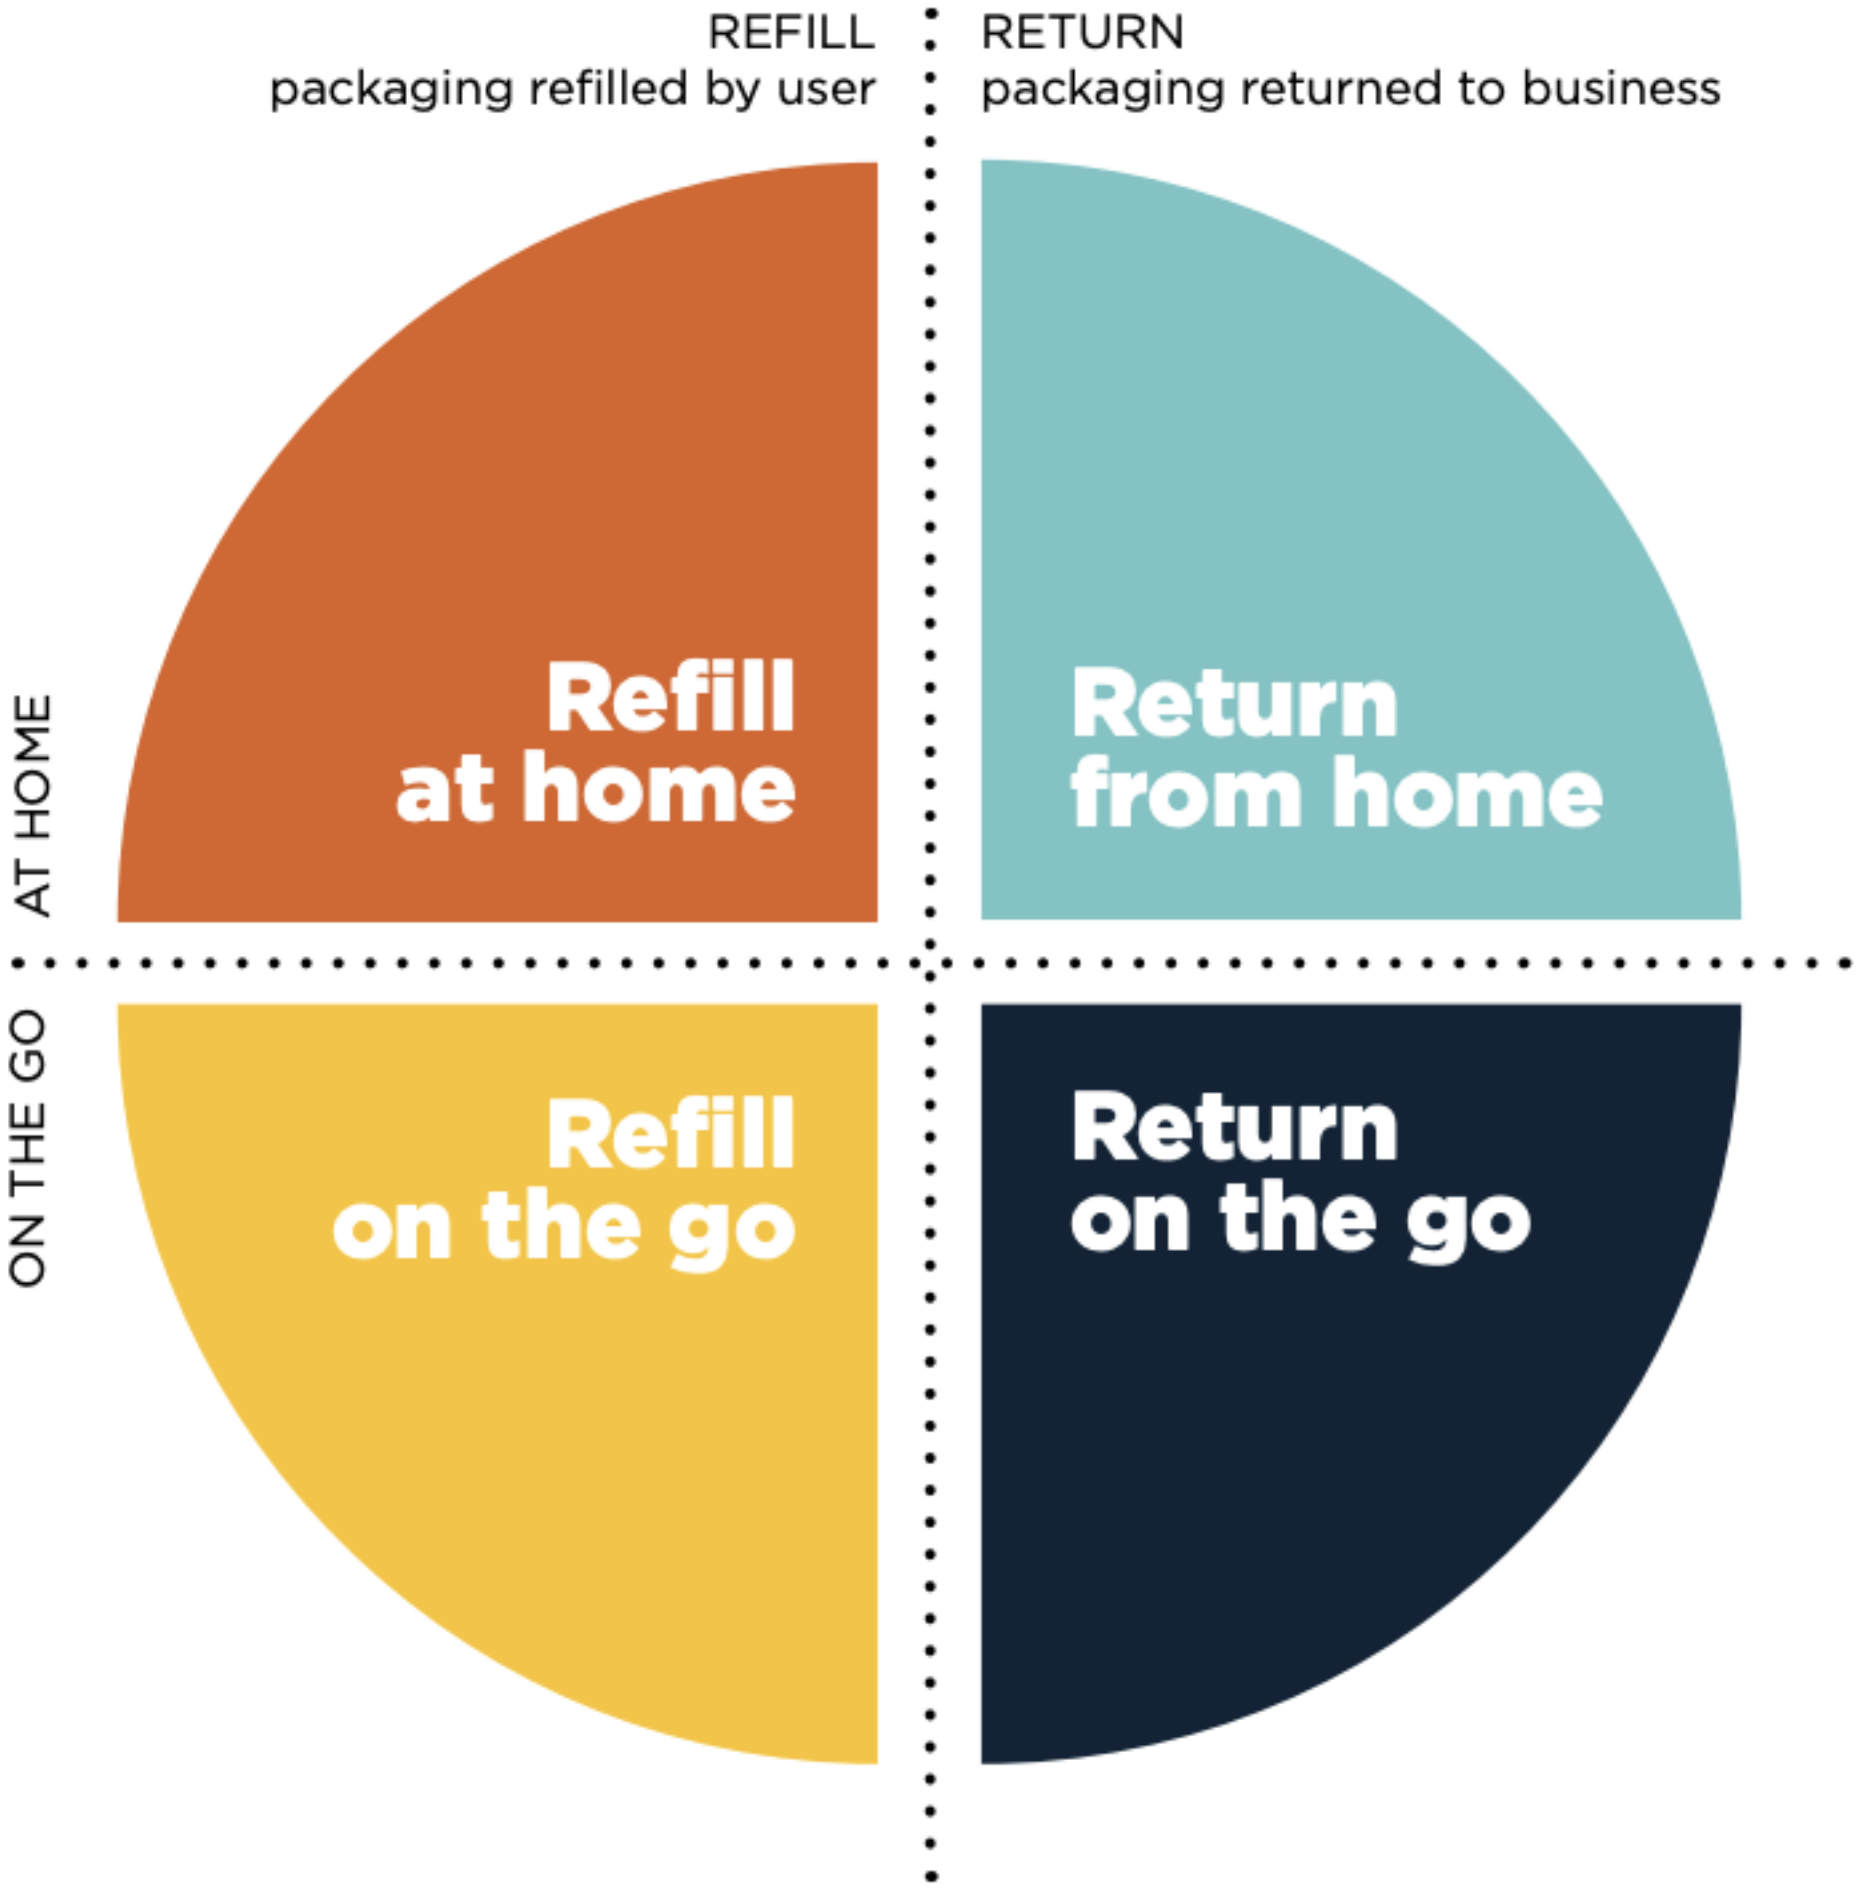 REFILL
packaging refilled by user
RETURN
packaging returned to business
AT HOME
Refill
at home
Return
from home
ON THE GO
Refill
on the go
Return
on the go